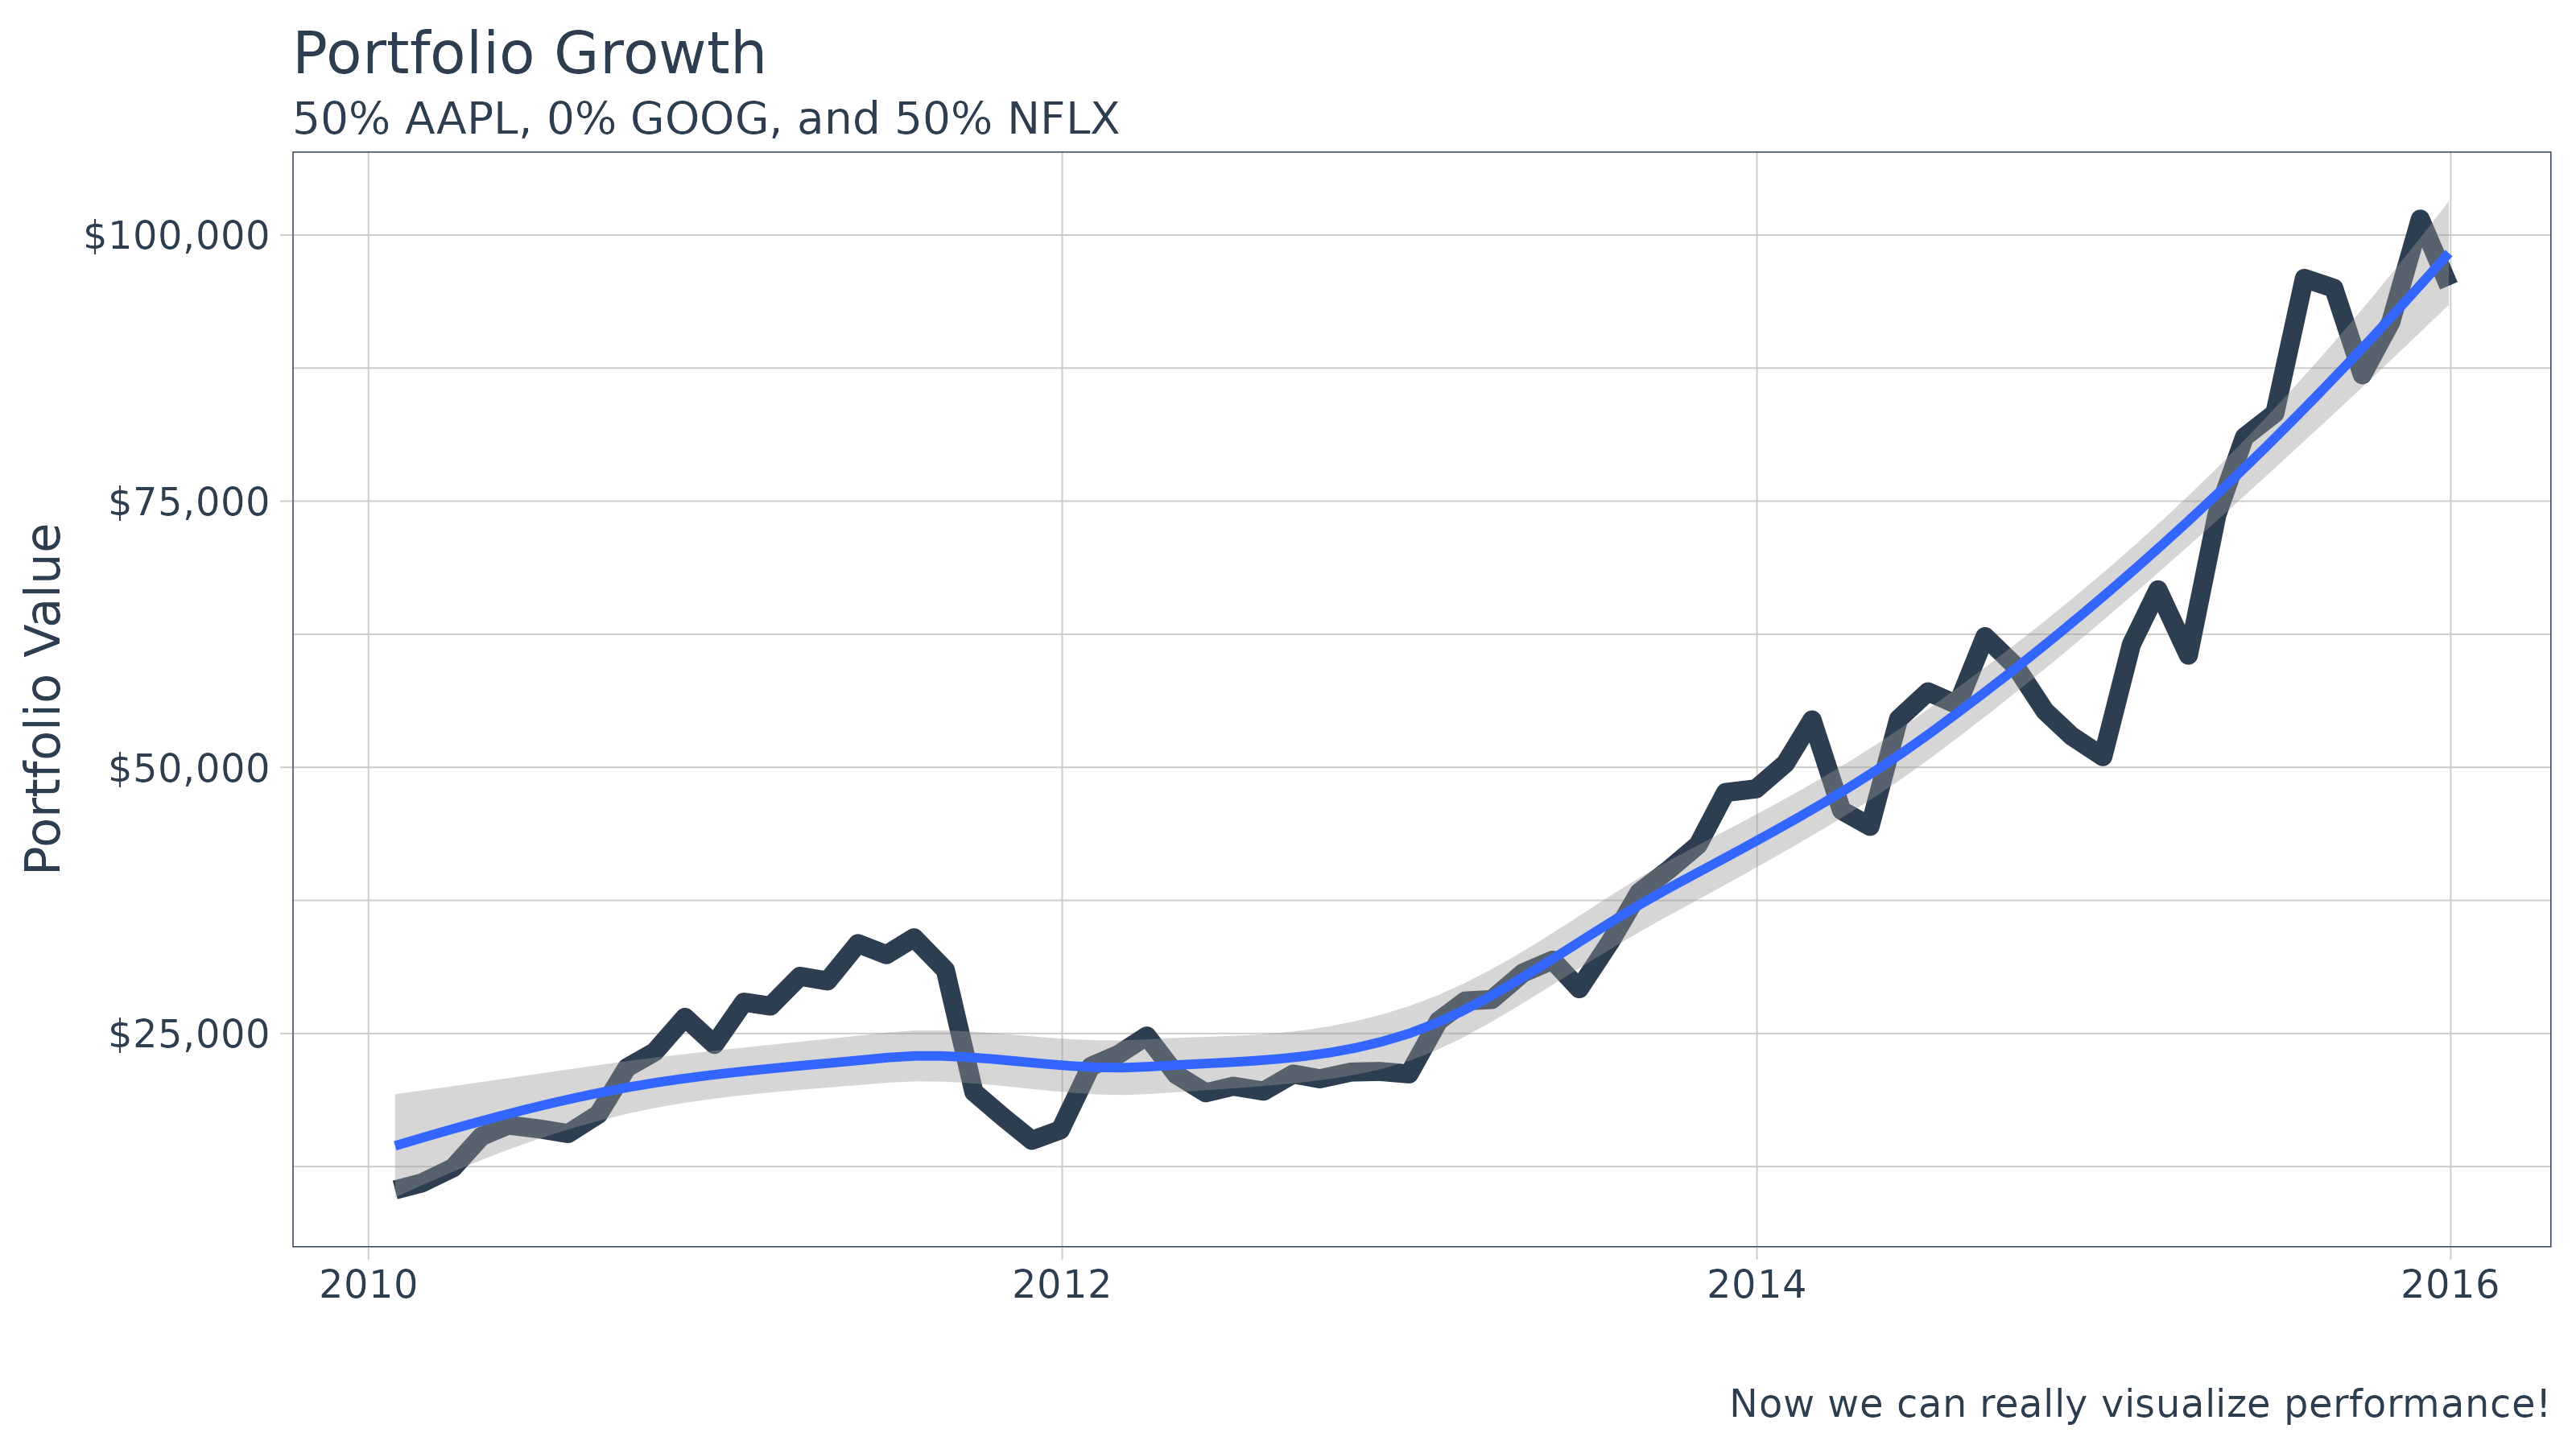 Portfolio Growth
50% AAPL, 0% GOOG, and 50% NFLX
Portfolio Value
$100,000
$75,000
$50,000
$25,000
2010
2012
2014
2016
Now we can really visualize performance!